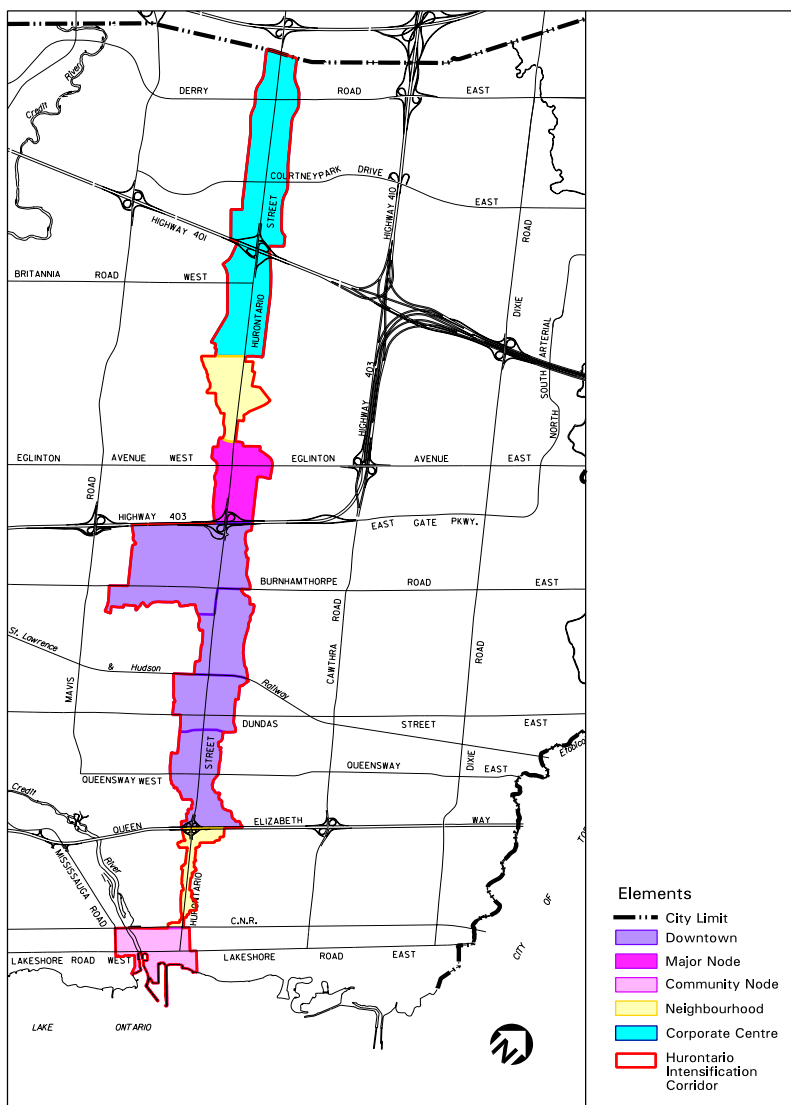 Credit River
DERRY ROAD EAST
COURTNEYPARK DRIVE EAST
HIGHWAY 401
STREET
HIGHWAY 410
ROAD
BRITANNIA ROAD WEST
HURONTARIO
DIXIE
SOUTH ARTERIAL
NORTH
HIGHWAY 403
EGLINTON AVENUE WEST EGLINTON AVENUE EAST
ROAD
HIGHWAY 403
EAST GATE PKWY.
BURNHAMTHORPE ROAD EAST
St. Lawrence & Hudson Railway
MAVIS
CAWTHRA ROAD
ROAD
DUNDAS STREET EAST
STREET
DIXIE
Etobico
QUEENSWAY WEST QUEENSWAY EAST
Credit River
QUEEN ELIZABETH WAY
MISSISSAUGA ROAD
HURONTARIO
CITY OF TO
C.N.R.
LAKESHORE ROAD WEST LAKESHORE ROAD EAST
LAKE ONTARIO
N
Elements
City Limit
Downtown
Major Node
Community Node
Neighbourhood
Corporate Centre
Hurontario
Intensification
Corridor